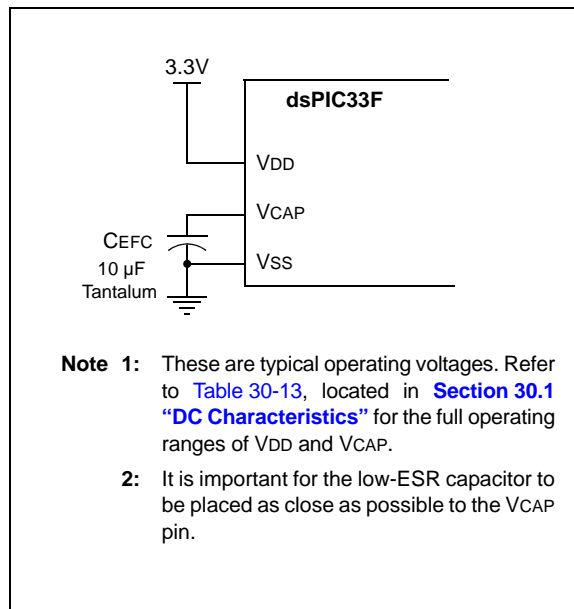 3.3V
dsPIC33F
VDD
VCAP
CEFC
VSS
10 µF
Tantalum
Note 1: These are typical operating voltages. Refer
to Table 30-13, located in Section 30.1
“DC Characteristics” for the full operating
ranges of VDD and VCAP.
2: It is important for the low-ESR capacitor to
be placed as close as possible to the VCAP
pin.